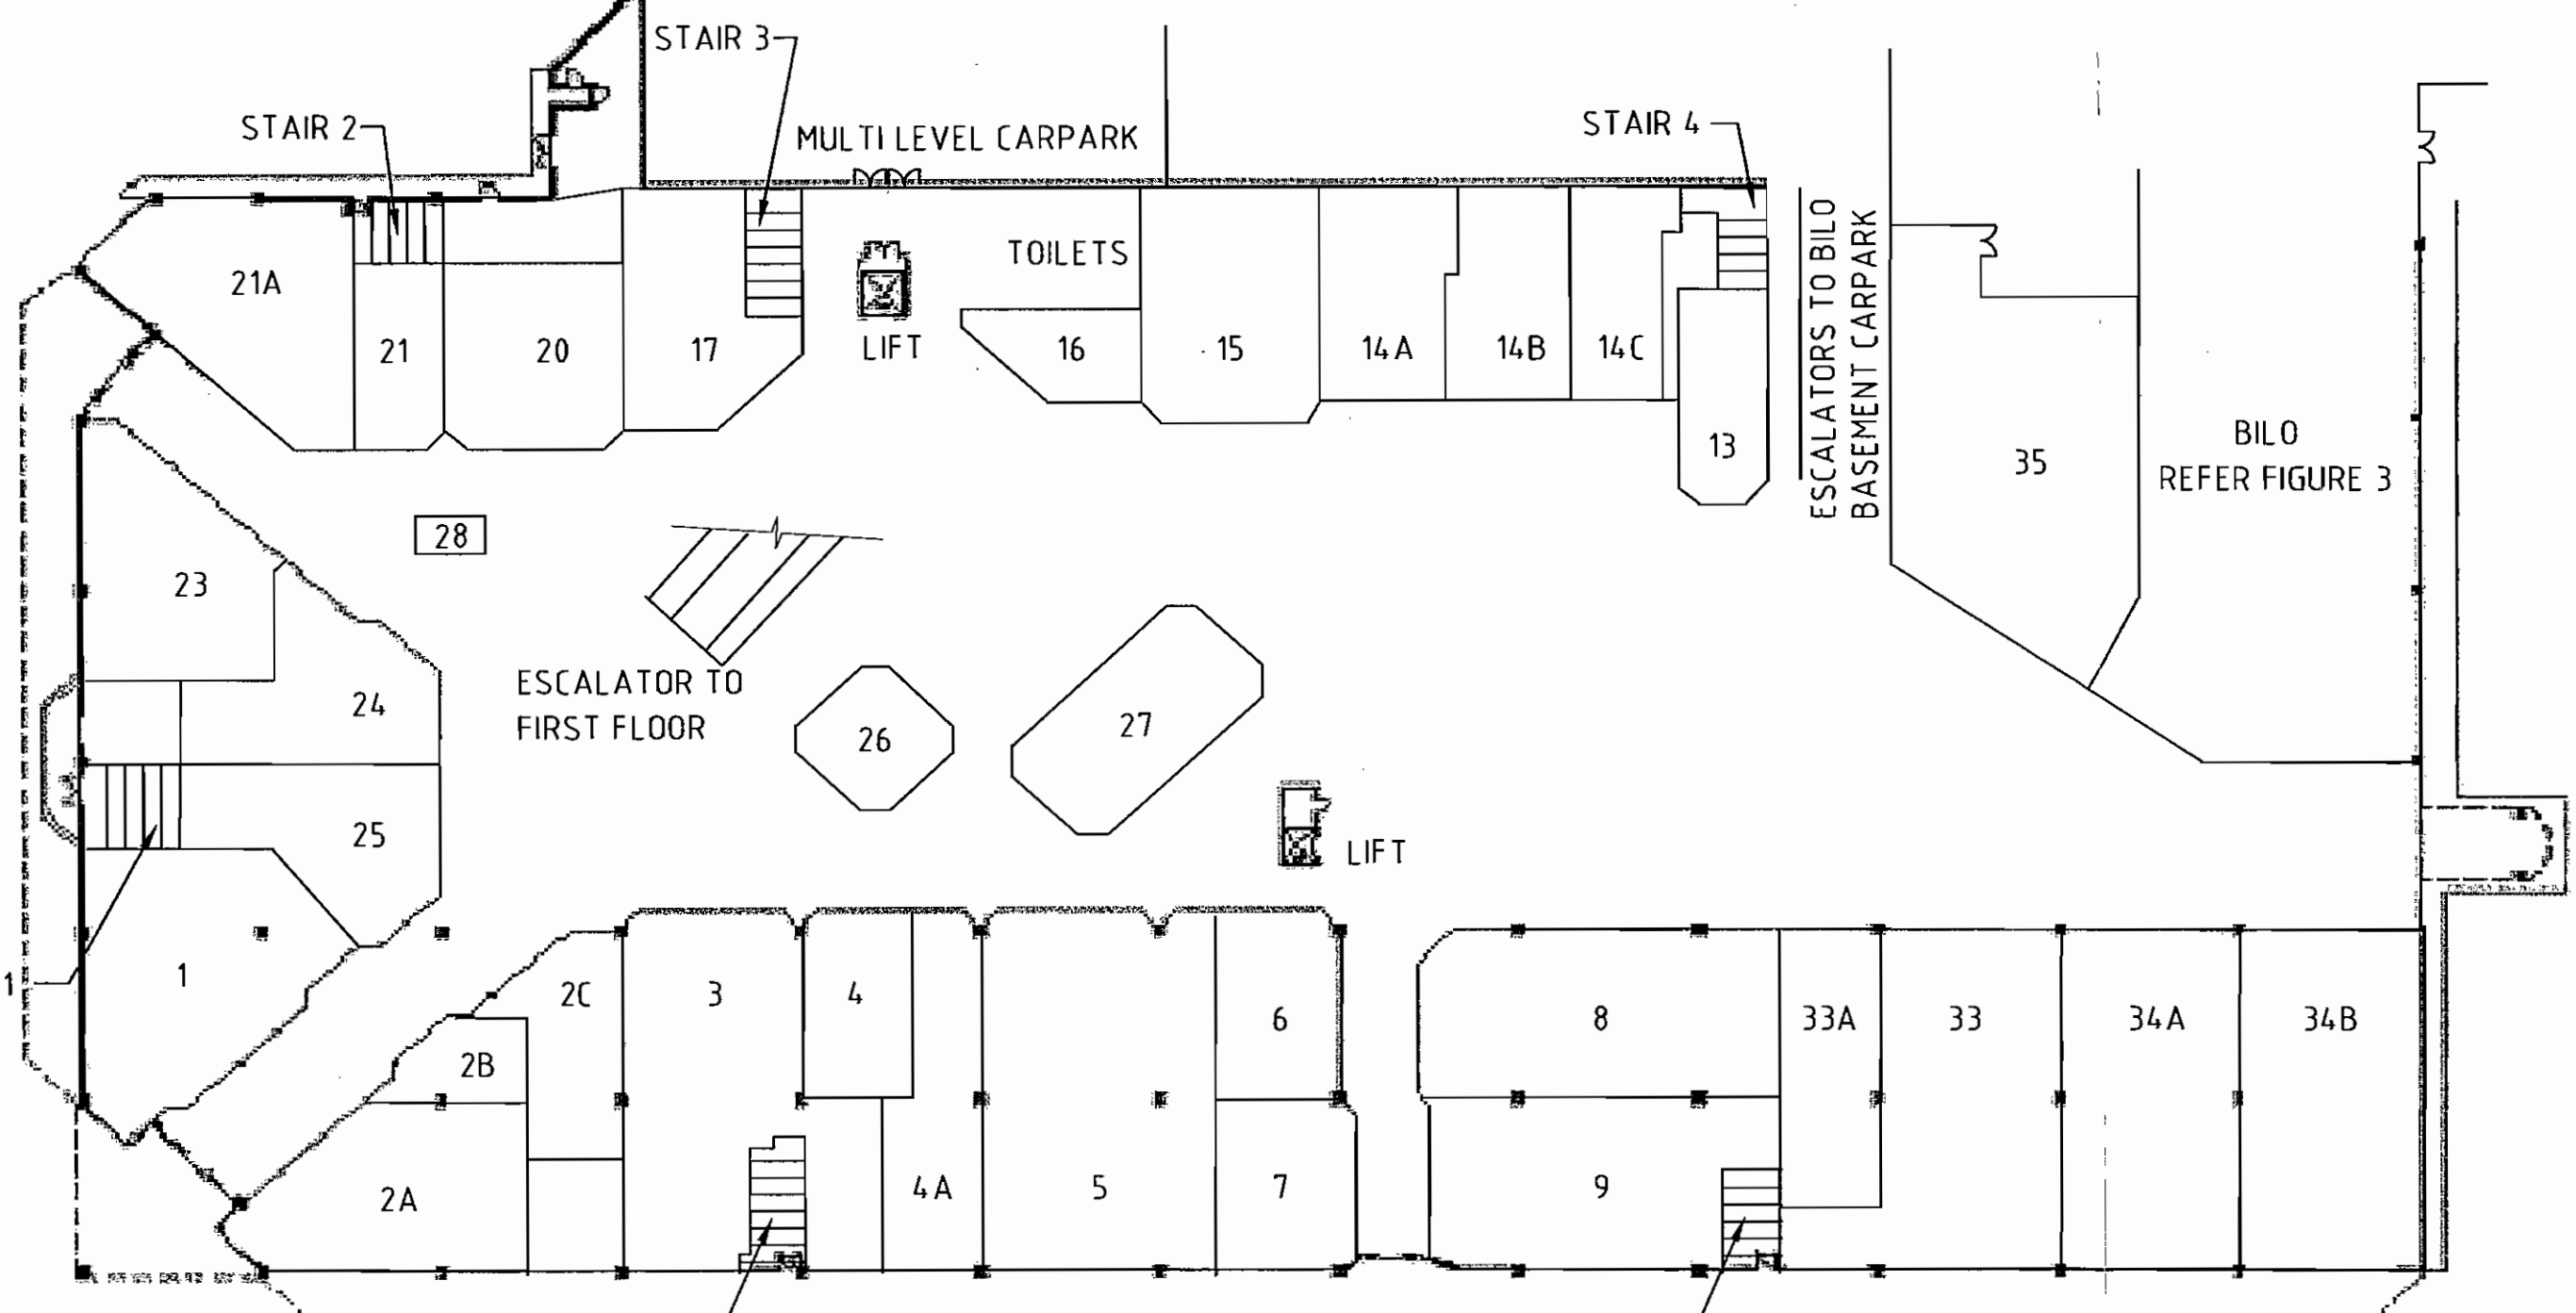 STAIR 3
STAIR 2
MULTI LEVEL CARPARK
STAIR 4
ESCALATORS TO BILO
BASEMENT CARPARK
TOILETS
LIFT
21A
21
20
17
16
15
14A
14B
14C
13
35
BILO
REFER FIGURE 3
28
23
24
ESCALATOR TO
FIRST FLOOR
26
27
25
LIFT
1
1
2C
3
4
6
8
33A
33
34A
34B
2B
2A
4A
5
7
9